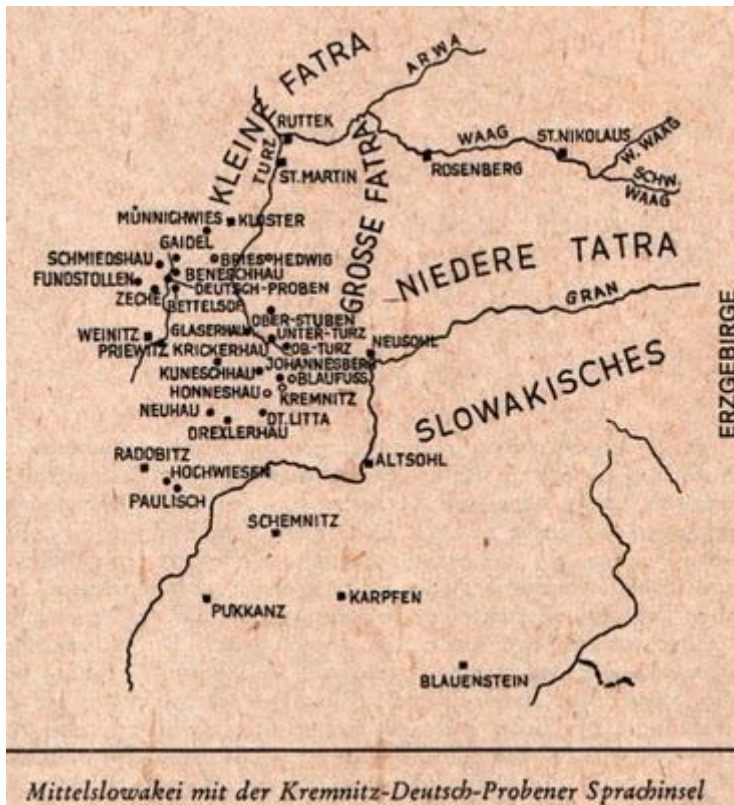 KLEINE FATRA
ARWA
RUTTEK
TURZ
ST.MARTIN
GROSSE FATRA
WAAG
ST.NIKOLAUS
W. WAAG
ROSENBERG
SCHW.
WAAG
MÜNNICHWIES
KLOSTER
GAIDEL
SCHMIEDSHAU
BRIES
HEDWIG
FUNDSTOLLEN
BENESCHHAU
ZECHE
DEUTSCH-PROBEN
BETTELSOF
NIEDERE TATRA
GRAN
OBER-STUBEN
WEINITZ
GLASERHAU
UNTER-TURZ
NEUSOHL
PRIEWITZ
OB.-TURZ
KRICKERHAU
JOHANNESBERG
KUNESCHHAU
BLAUFUSS
HONNESHAU
KREMNITZ
SLOWAKISCHES
ERZGEBIRGE
NEUHAU
DT. LITTA
DREXLERHAU
RADOBITZ
HOCHWIESEN
ALTSOHL
PAULISCH
SCHEMNITZ
PUKKANZ
KARPFEN
BLAUENSTEIN
Mittelslowakei mit der Kremnitz-Deutsch-Probener Sprachinsel